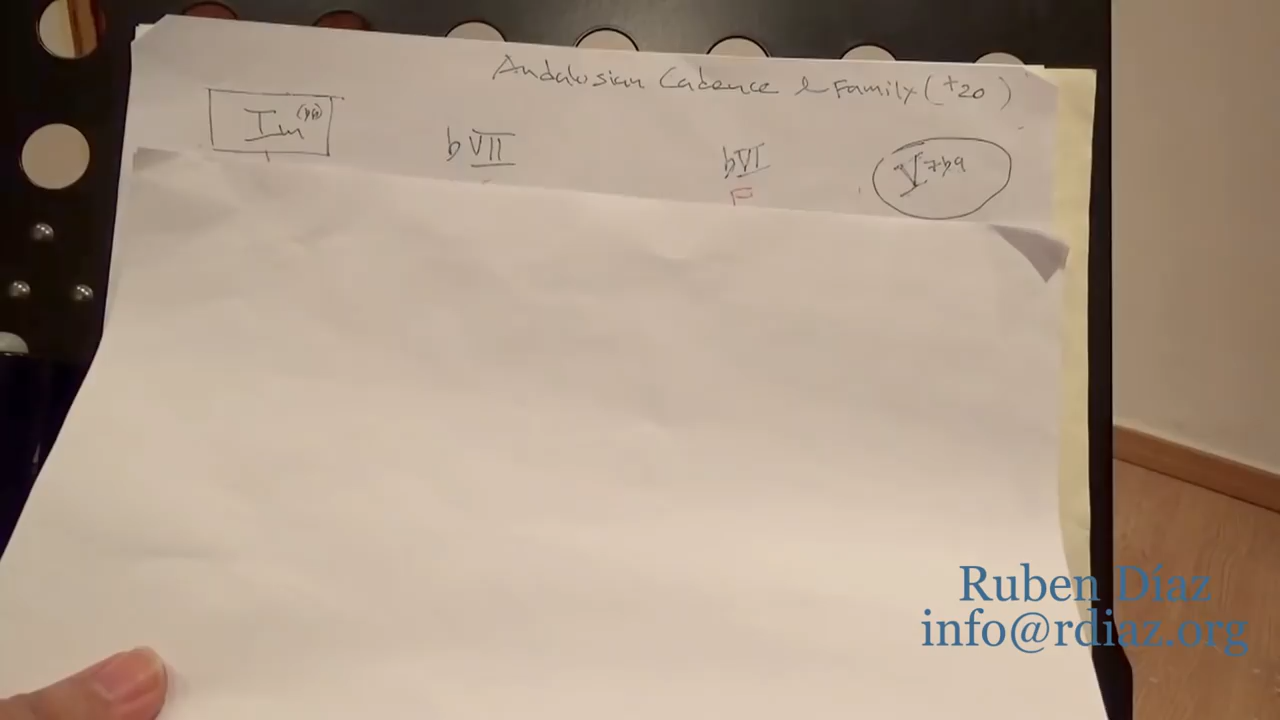 Andalusian Cadence & Family (+20)
Im
bVII
bVI
V7b9
F
Ruben Díaz
info@rdiaz.org